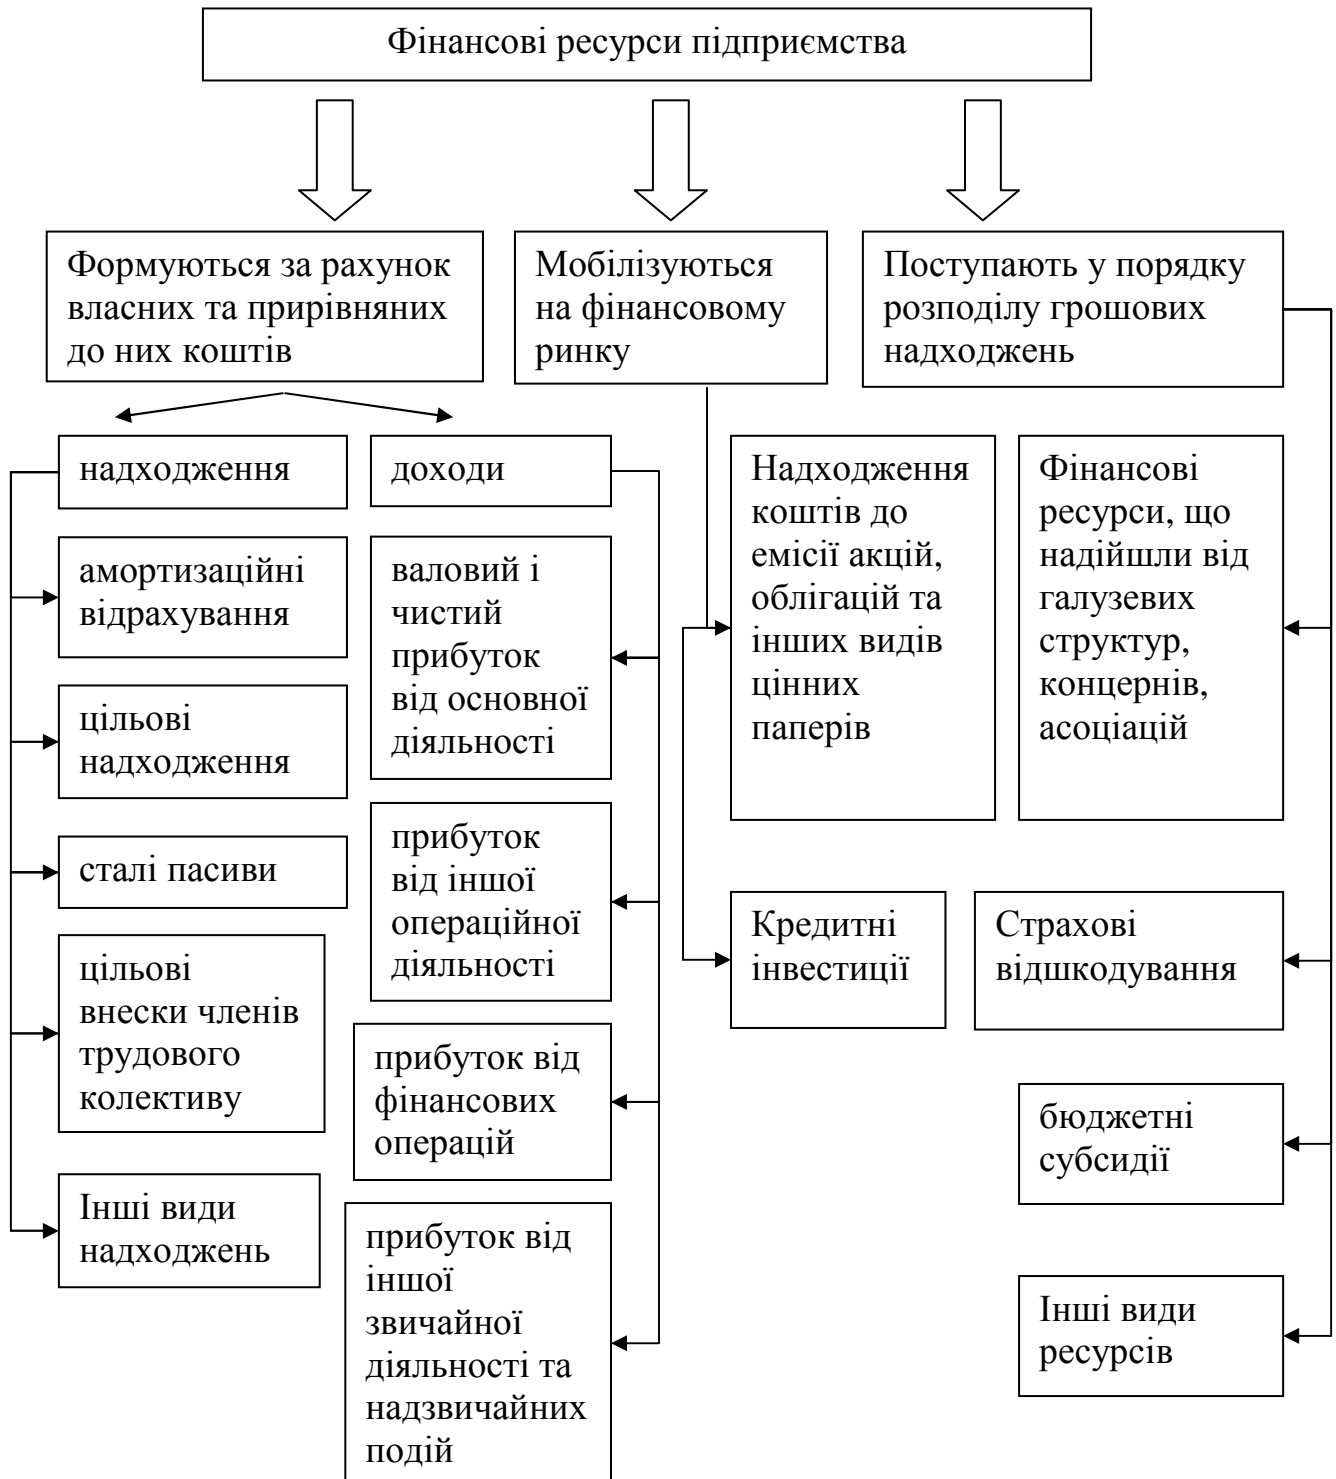 Фінансові ресурси підприємства
Формуються за рахунок
власних та прирівняних
до них коштів
Мобілізуються
на фінансовому
ринку
Поступають у порядку
розподілу грошових
надходжень
надходження
амортизаційні
відрахування
цільові
надходження
сталі пасиви
цільові
внески членів
трудового
колективу
Інші види
надходжень
доходи
валовий і
чистий
прибуток
від основної
діяльності
прибуток
від іншої
операційної
діяльності
прибуток від
фінансових
операцій
прибуток від
іншої
звичайної
діяльності та
надзвичайних
подій
Надходження
коштів до
емісії акцій,
облігацій та
інших видів
цінних
паперів
Кредитні
інвестиції
Фінансові
ресурси, що
надійшли від
галузевих
структур,
концернів,
асоціацій
Страхові
відшкодування
бюджетні
субсидії
Інші види
ресурсів